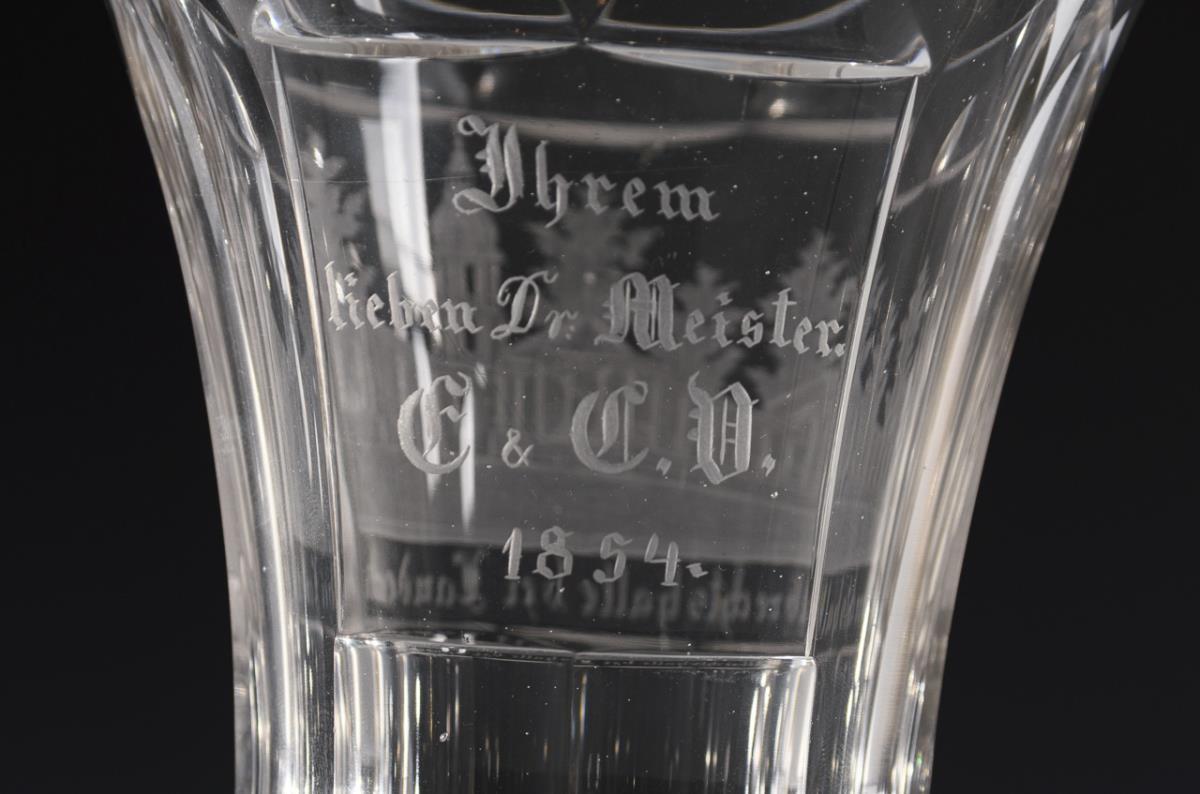 Ihrem
lieben Dr. Meister.
E & C. V.
1854.